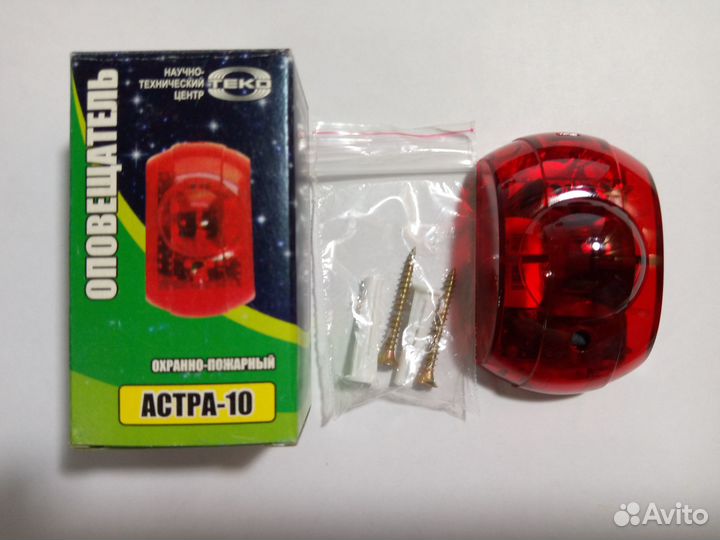 ОПОВЕЩАТЕЛЬ
НАУЧНО-
ТЕХНИЧЕСКИЙ
ЦЕНТР
ТЕКО
ОХРАННО-ПОЖАРНЫЙ
АСТРА-10
Avito